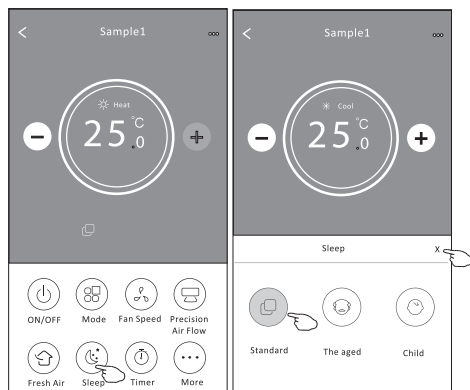 Sample1
Heat
25.0°C
ON/OFF Mode Fan Speed Precision Air Flow
Fresh Air Sleep Timer More
Sample1
Cool
25.0°C
Sleep X
Standard The aged Child